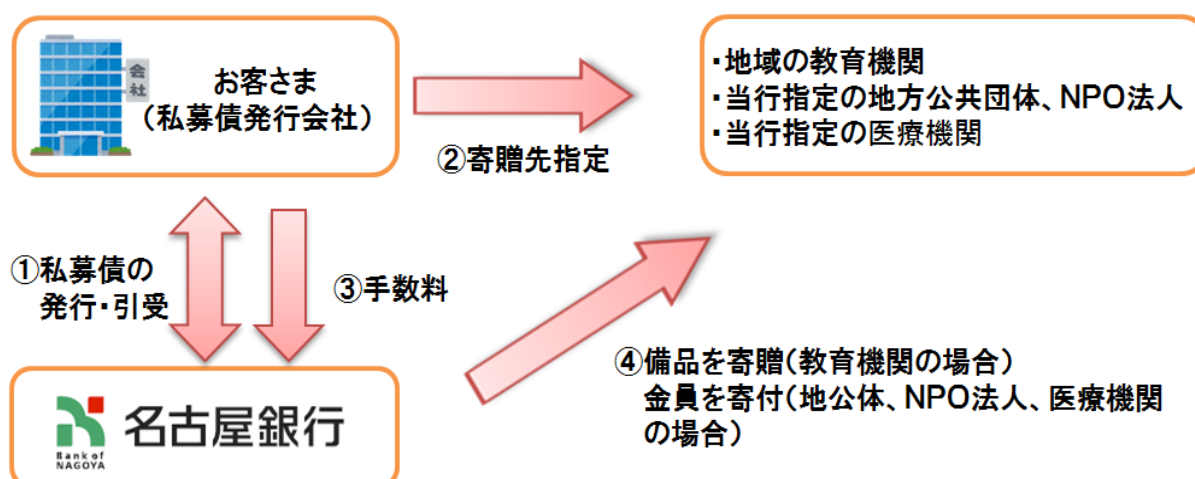 会社
お客さま
（私募債発行会社）
・地域の教育機関
・当行指定の地方公共団体、NPO法人
・当行指定の医療機関
②寄贈先指定
①私募債の
発行・引受
③手数料
④備品を寄贈（教育機関の場合）
金員を寄付（地公体、NPO法人、医療機関
の場合）
Bank of
NAGOYA
名古屋銀行